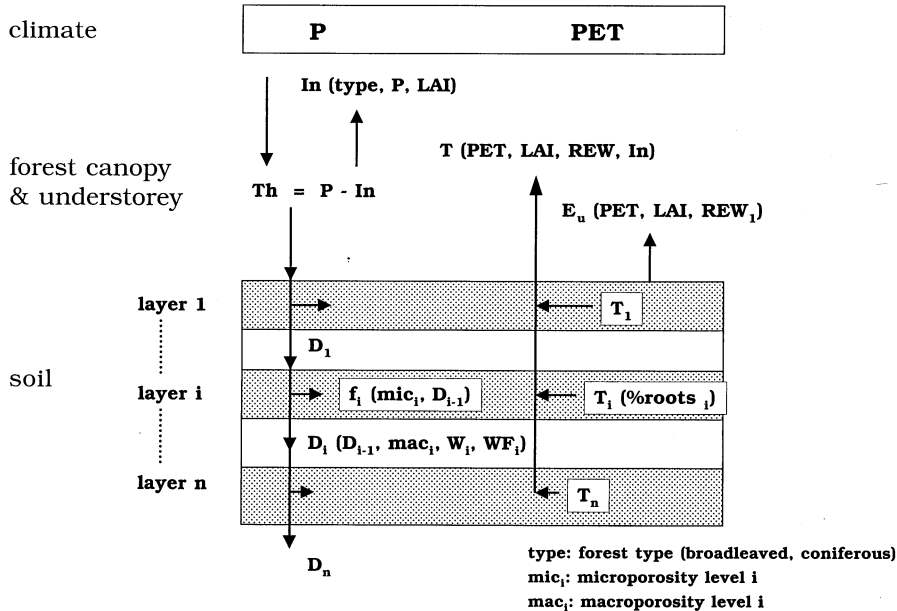 climate
P PET
In (type, P, LAI)
T (PET, LAI, REW, In)
forest canopy
& understorey
Th = P - In
Eᵤ (PET, LAI, REW₁)
layer 1
T₁
D₁
soil
layer i
fᵢ (micᵢ, Dᵢ₋₁)
Tᵢ (%roots ᵢ)
Dᵢ (Dᵢ₋₁, macᵢ, Wᵢ, WFᵢ)
layer n
Tₙ
Dₙ
type: forest type (broadleaved, coniferous)
micᵢ: microporosity level i
macᵢ: macroporosity level i